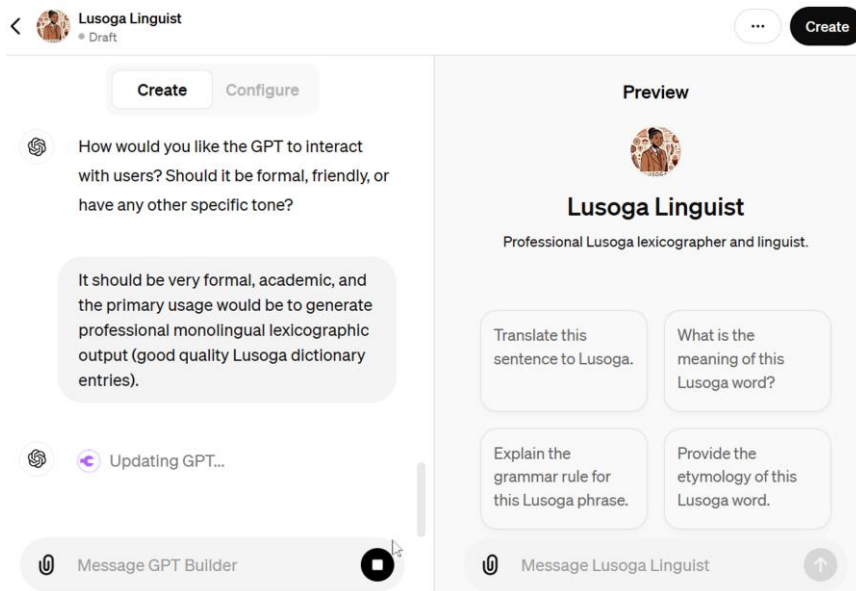 Lusoga Linguist
Draft
...
Create
Create
Configure
How would you like the GPT to interact
with users? Should it be formal, friendly, or
have any other specific tone?
It should be very formal, academic, and
the primary usage would be to generate
professional monolingual lexicographic
output (good quality Lusoga dictionary
entries).
Updating GPT...
Message GPT Builder
Preview
Lusoga Linguist
Professional Lusoga lexicographer and linguist.
Translate this
sentence to Lusoga.
What is the
meaning of this
Lusoga word?
Explain the
grammar rule for
this Lusoga phrase.
Provide the
etymology of this
Lusoga word.
Message Lusoga Linguist